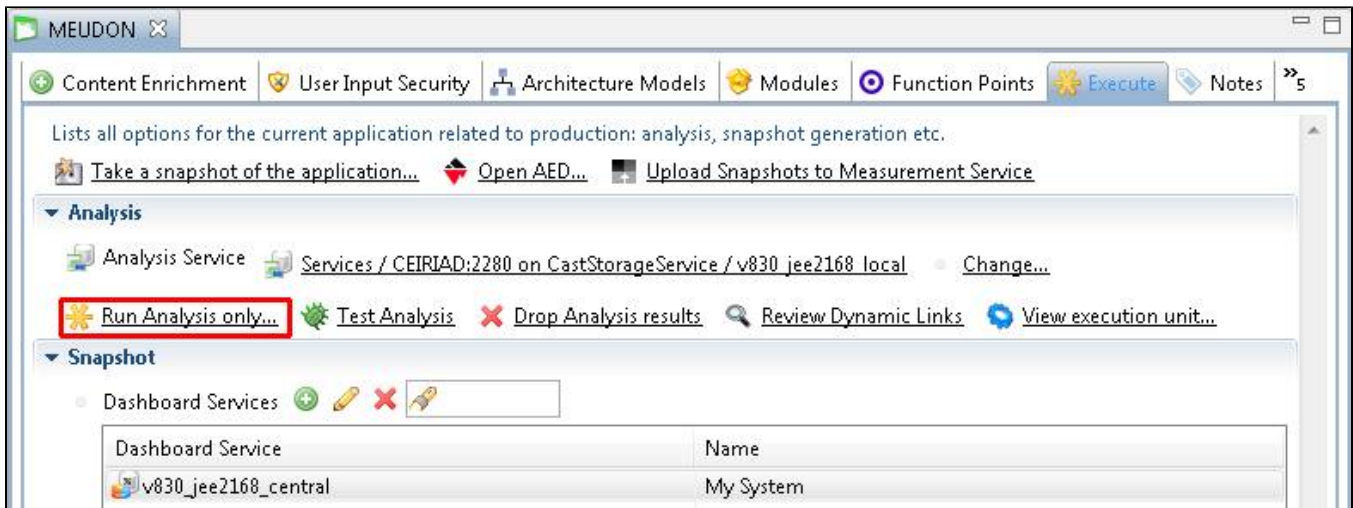 MEUDON
Content Enrichment User Input Security Architecture Models Modules Function Points Execute Notes »5
Lists all options for the current application related to production: analysis, snapshot generation etc.
Take a snapshot of the application... Open AED... Upload Snapshots to Measurement Service
Analysis
Analysis Service Services / CEIRIAD:2280 on CastStorageService / v830_jee2168_local Change...
Run Analysis only... Test Analysis Drop Analysis results Review Dynamic Links View execution unit...
Snapshot
Dashboard Services
Dashboard Service Name
v830_jee2168_central My System